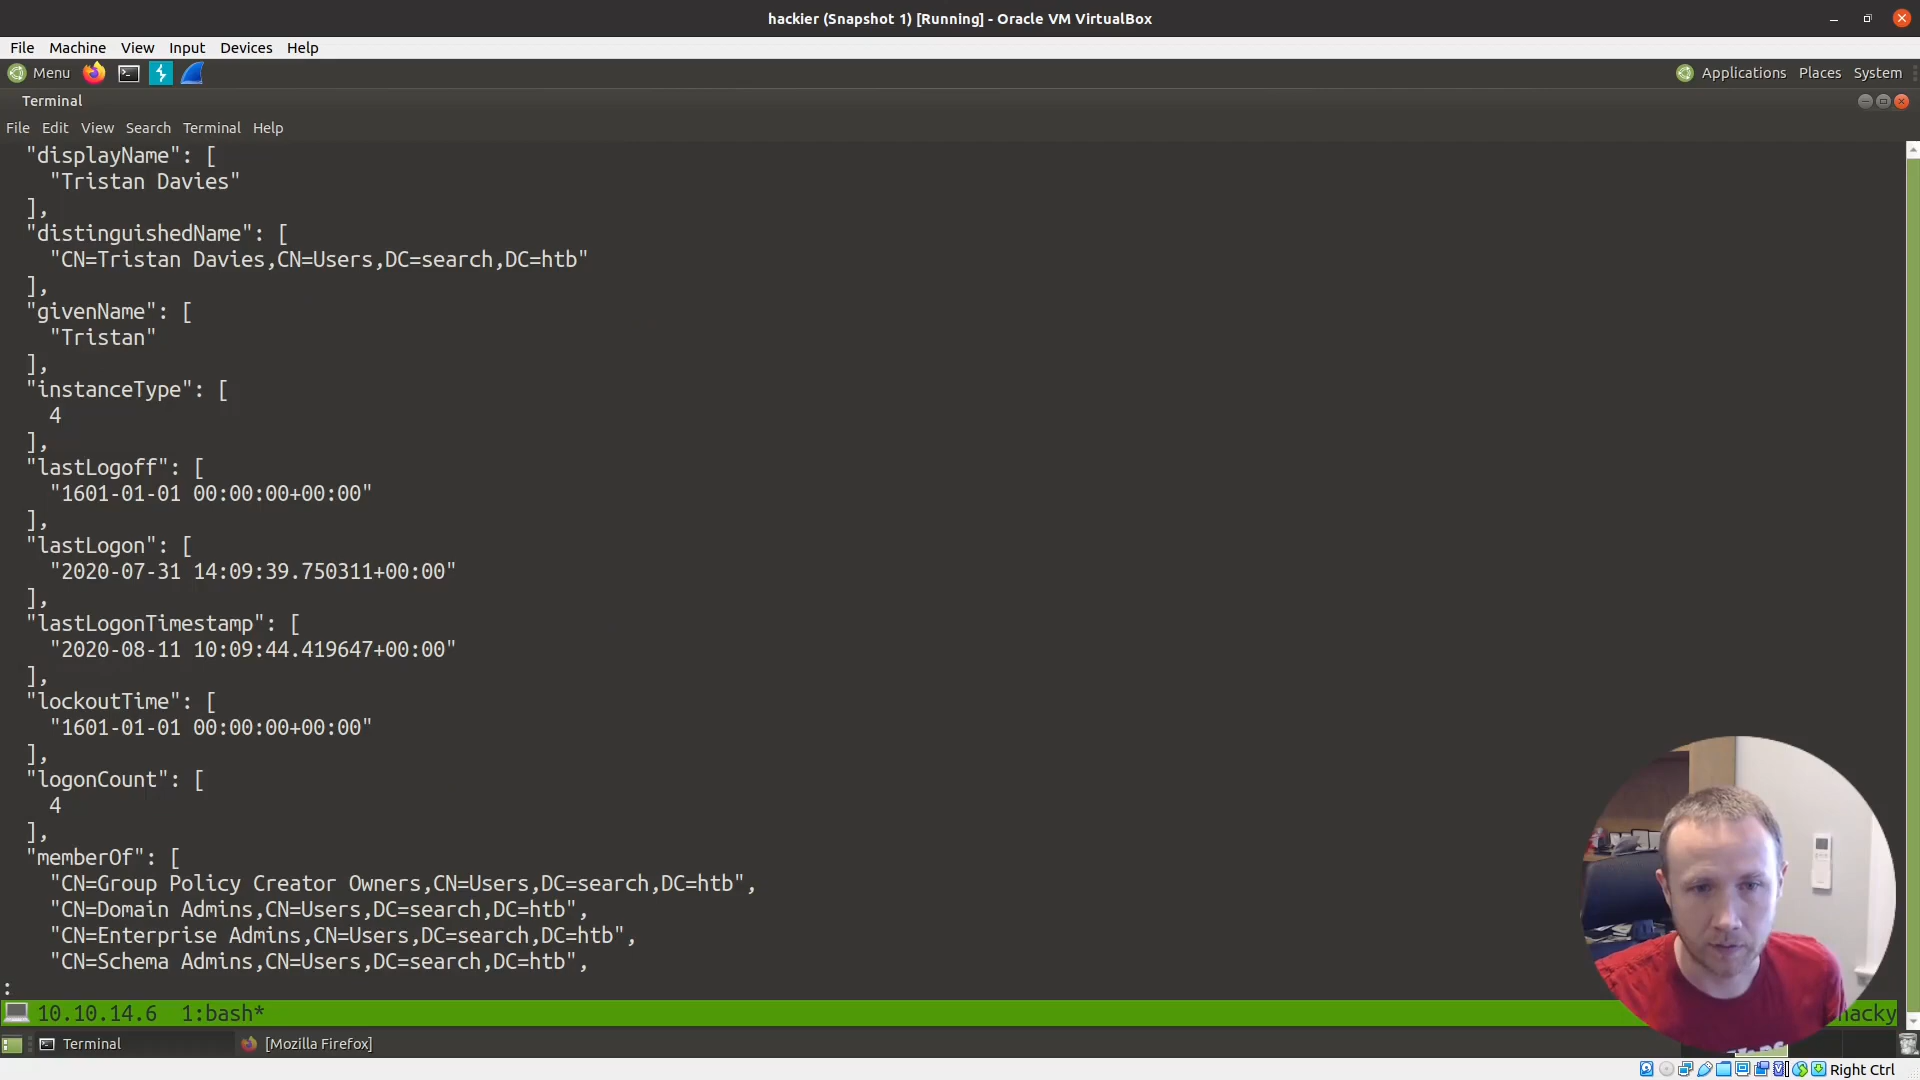 hackier (Snapshot 1) [Running] - Oracle VM VirtualBox
File Machine View Input Devices Help
Menu Applications Places System
Terminal
File Edit View Search Terminal Help
"displayName": [
"Tristan Davies"
],
"distinguishedName": [
"CN=Tristan Davies,CN=Users,DC=search,DC=htb"
],
"givenName": [
"Tristan"
],
"instanceType": [
4
],
"lastLogoff": [
"1601-01-01 00:00:00+00:00"
],
"lastLogon": [
"2020-07-31 14:09:39.750311+00:00"
],
"lastLogonTimestamp": [
"2020-08-11 10:09:44.419647+00:00"
],
"lockoutTime": [
"1601-01-01 00:00:00+00:00"
],
"logonCount": [
4
],
"memberOf": [
"CN=Group Policy Creator Owners,CN=Users,DC=search,DC=htb",
"CN=Domain Admins,CN=Users,DC=search,DC=htb",
"CN=Enterprise Admins,CN=Users,DC=search,DC=htb",
"CN=Schema Admins,CN=Users,DC=search,DC=htb",
:
10.10.14.6 1:bash* hacky
Terminal [Mozilla Firefox]
Right Ctrl